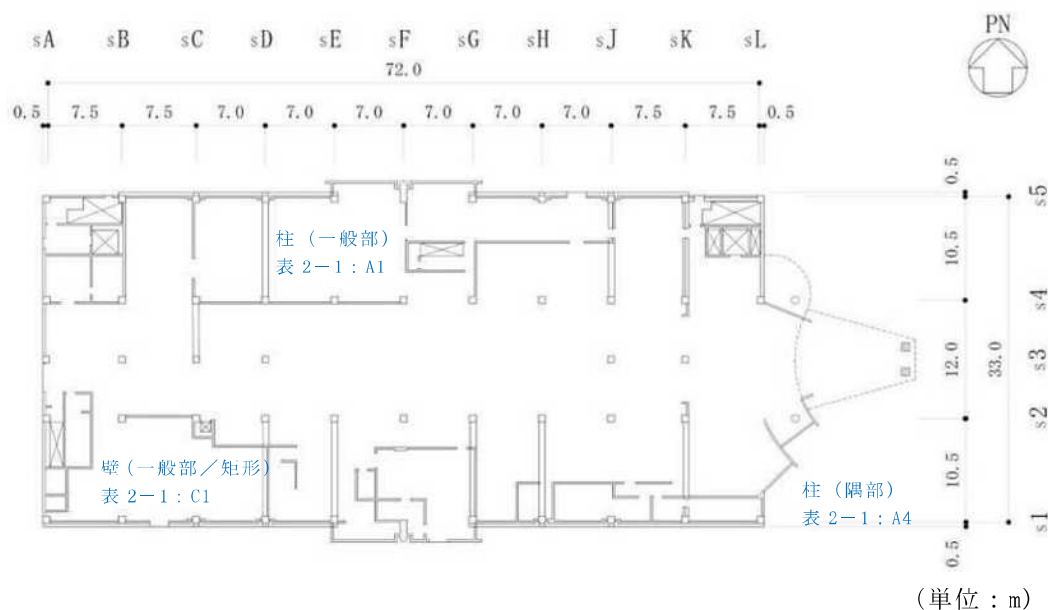 PN
sA sB sC sD sE sF sG sH sJ sK sL
72.0
0.5 7.5 7.5 7.0 7.0 7.0 7.0 7.0 7.0 7.5 7.5 0.5
0.5
s5
柱（一般部）
表 2－1：A1
10.5
s4
12.0
33.0
s3
s2
壁（一般部／矩形）
表 2－1：C1
10.5
柱（隅部）
表 2－1：A4
s1
0.5
（単位：m）